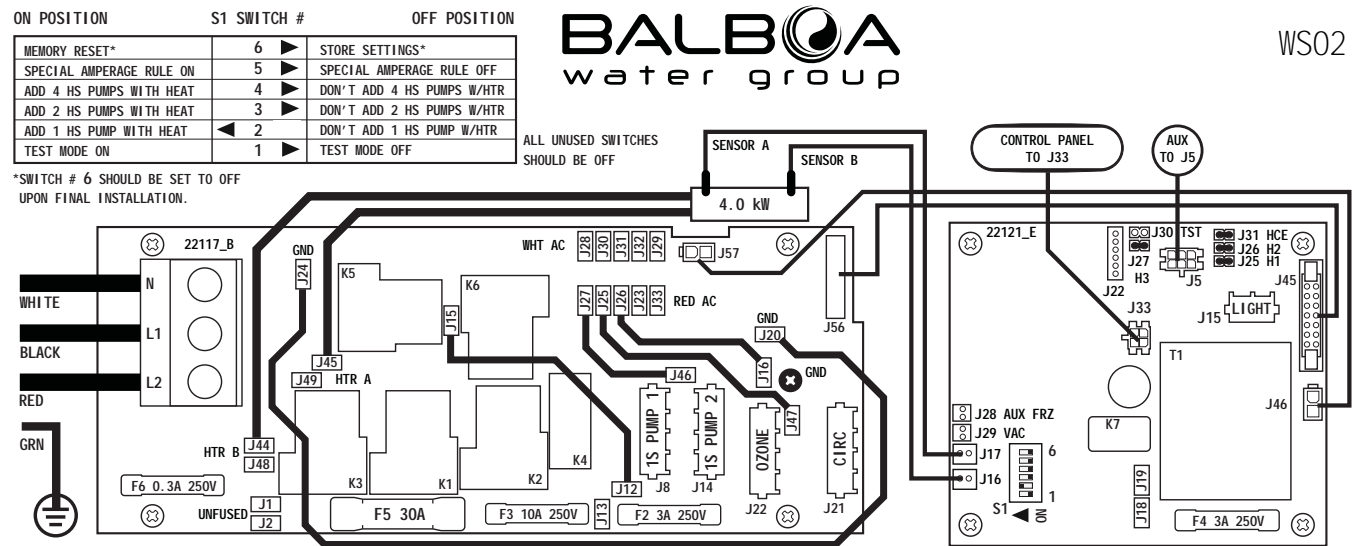 ON POSITION S1 SWITCH # OFF POSITION
MEMORY RESET* 6 ▶ STORE SETTINGS*
SPECIAL AMPERAGE RULE ON 5 ▶ SPECIAL AMPERAGE RULE OFF
ADD 4 HS PUMPS WITH HEAT 4 ▶ DON'T ADD 4 HS PUMPS W/HTR
ADD 2 HS PUMPS WITH HEAT 3 ▶ DON'T ADD 2 HS PUMPS W/HTR
ADD 1 HS PUMP WITH HEAT ◀ 2 DON'T ADD 1 HS PUMP W/HTR
TEST MODE ON 1 ▶ TEST MODE OFF
*SWITCH # 6 SHOULD BE SET TO OFF
UPON FINAL INSTALLATION.
ALL UNUSED SWITCHES
SHOULD BE OFF
BALBOA
water group
WS02
SENSOR A
SENSOR B
4.0 kW
CONTROL PANEL
TO J33
AUX
TO J5
22117_B
GND
J24
N
WHITE
L1
BLACK
L2
RED
GRN
K5
K6
J15
J45
J49 HTR A
J44
HTR B
J48
F6 0.3A 250V
UNFUSED
J1
J2
K3
K1
K2
K4
F5 30A
F3 10A 250V
J12
J13
F2 3A 250V
WHT AC
J28
J30
J31
J32
J29
J57
RED AC
J27
J25
J26
J23
J33
J56
GND
J20
J16
GND
J46
J47
1S PUMP 1
J8
1S PUMP 2
J14
OZONE
J22
CIRC
J21
22121_E
J30 TST
J27
H3
J22
J5
J31 HCE
J26 H2
J25 H1
J45
J33
J15
LIGHT
T1
J46
K7
J28 AUX FRZ
J29 VAC
J17
J16
6
1
S1
ON
J19
J18
F4 3A 250V